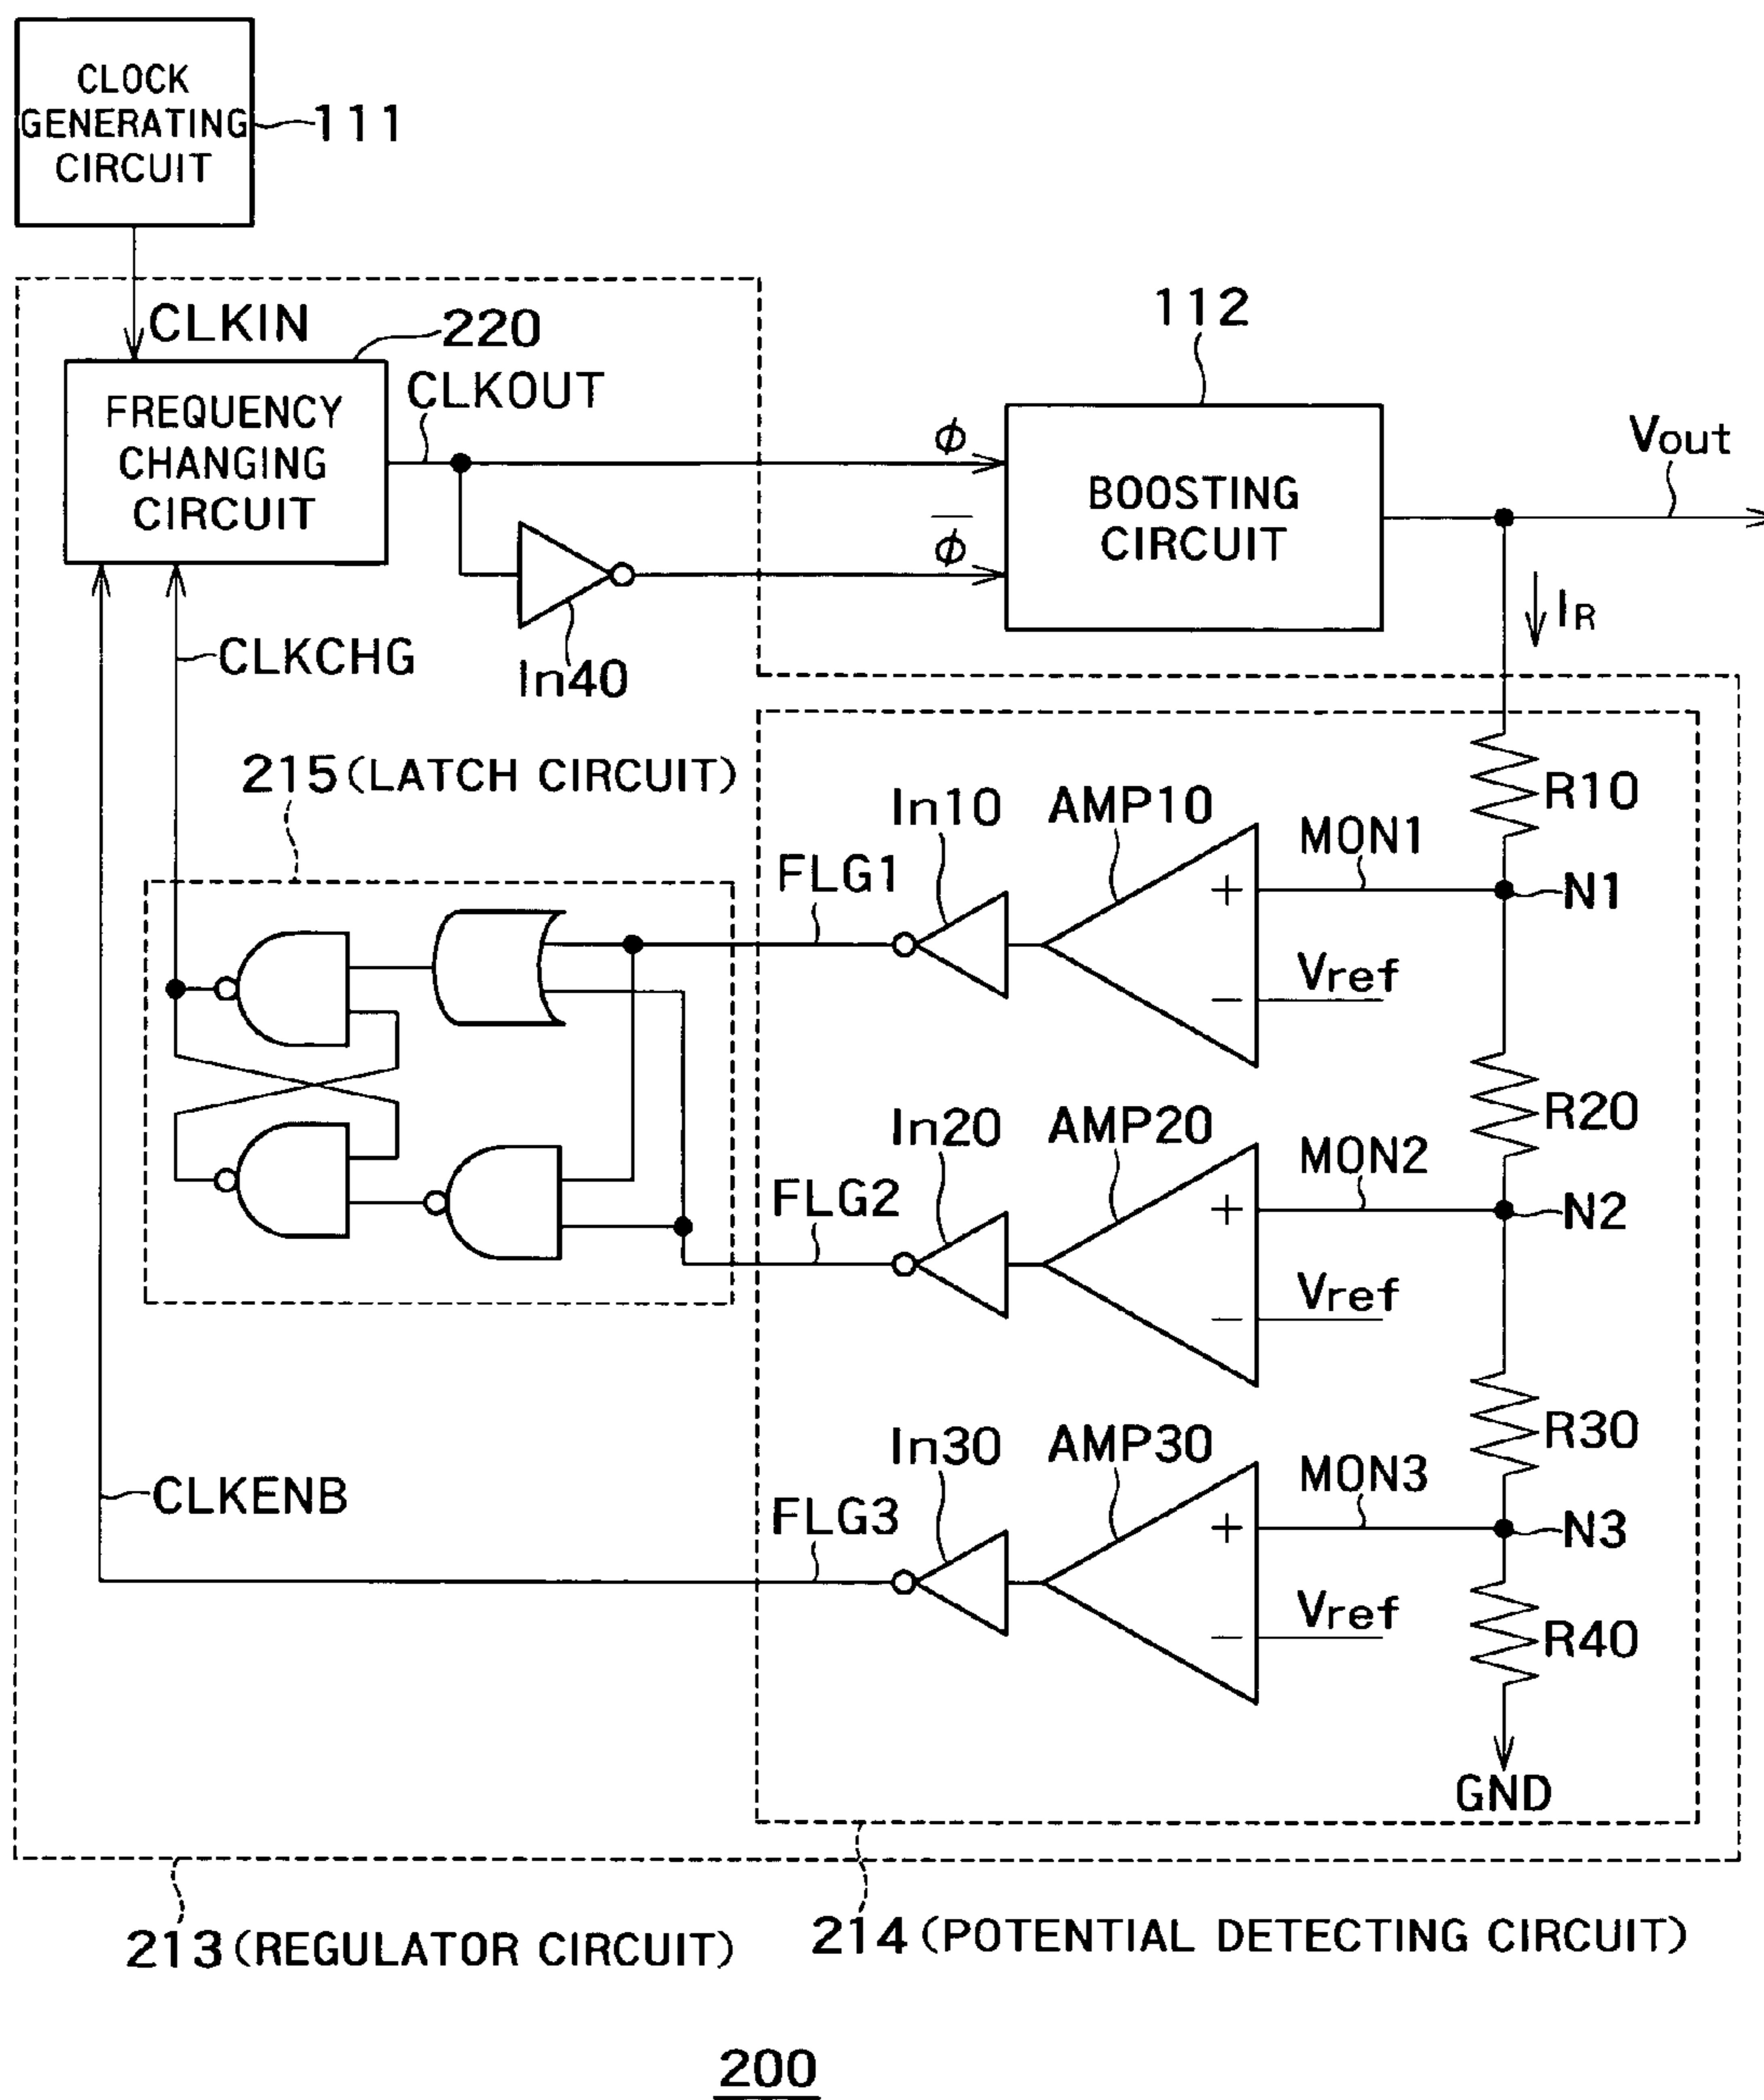 CLOCK
GENERATING
CIRCUIT
111
CLKIN
220
112
FREQUENCY
CHANGING
CIRCUIT
CLKOUT
ϕ
ϕ̅
BOOSTING
CIRCUIT
Vout
IR
CLKCHG
In40
215 (LATCH CIRCUIT)
R10
In10
AMP10
MON1
FLG1
+
N1
Vref
−
R20
In20
AMP20
MON2
FLG2
+
N2
Vref
−
R30
In30
AMP30
MON3
CLKENB
FLG3
+
N3
Vref
−
R40
GND
213 (REGULATOR CIRCUIT)
214 (POTENTIAL DETECTING CIRCUIT)
200